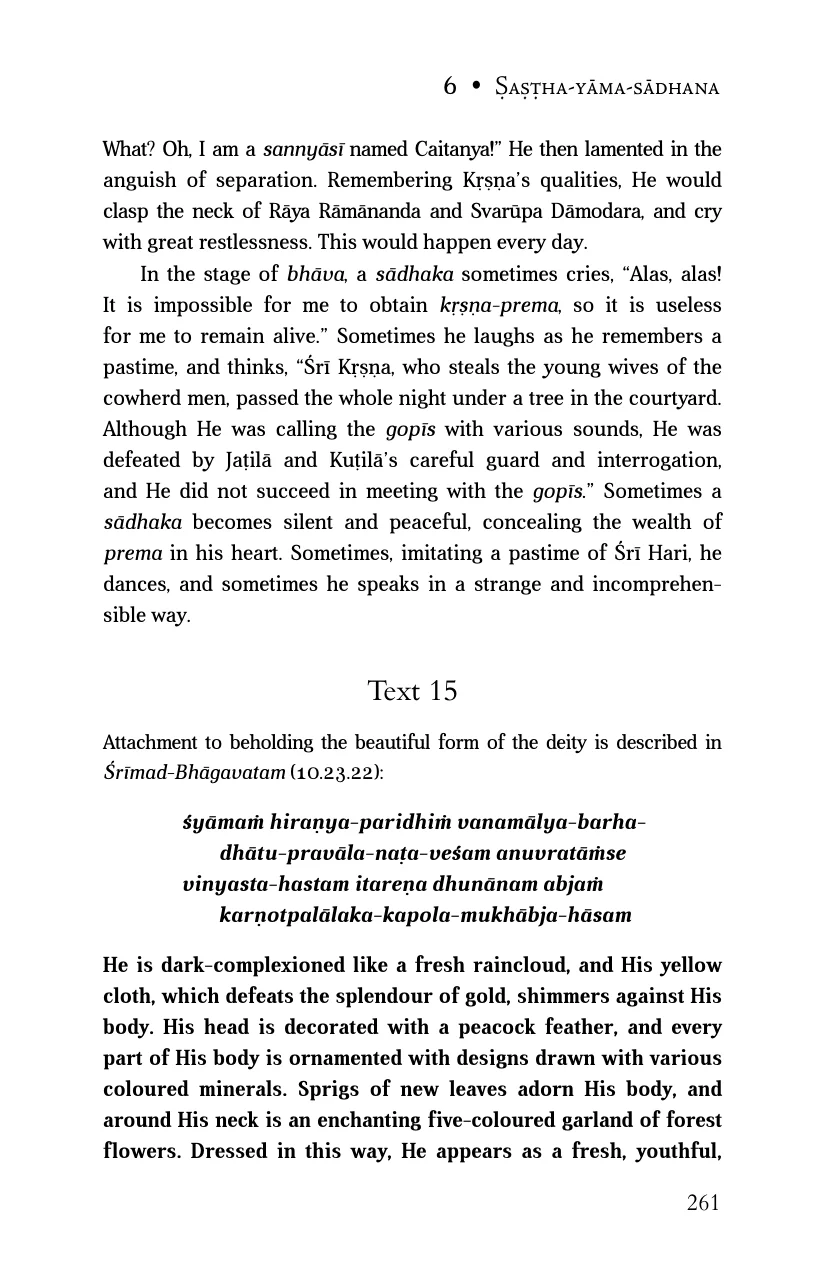 6 • Ṣaṣṭha-yāma-sādhana
What? Oh, I am a sannyāsī named Caitanya!” He then lamented in the
anguish of separation. Remembering Kṛṣṇa’s qualities, He would
clasp the neck of Rāya Rāmānanda and Svarūpa Dāmodara, and cry
with great restlessness. This would happen every day.
In the stage of bhāva, a sādhaka sometimes cries, “Alas, alas!
It is impossible for me to obtain kṛṣṇa-prema, so it is useless
for me to remain alive.” Sometimes he laughs as he remembers a
pastime, and thinks, “Śrī Kṛṣṇa, who steals the young wives of the
cowherd men, passed the whole night under a tree in the courtyard.
Although He was calling the gopīs with various sounds, He was
defeated by Jaṭilā and Kuṭilā’s careful guard and interrogation,
and He did not succeed in meeting with the gopīs.” Sometimes a
sādhaka becomes silent and peaceful, concealing the wealth of
prema in his heart. Sometimes, imitating a pastime of Śrī Hari, he
dances, and sometimes he speaks in a strange and incomprehen-
sible way.
Text 15
Attachment to beholding the beautiful form of the deity is described in
Śrīmad-Bhāgavatam (10.23.22):
śyāmaṁ hiraṇya-paridhiṁ vanamālya-barha-
dhātu-pravāla-naṭa-veśam anuvratāṁse
vinyasta-hastam itareṇa dhunānam abjaṁ
karṇotpalālaka-kapola-mukhābja-hāsam
He is dark-complexioned like a fresh raincloud, and His yellow
cloth, which defeats the splendour of gold, shimmers against His
body. His head is decorated with a peacock feather, and every
part of His body is ornamented with designs drawn with various
coloured minerals. Sprigs of new leaves adorn His body, and
around His neck is an enchanting five-coloured garland of forest
flowers. Dressed in this way, He appears as a fresh, youthful,
261